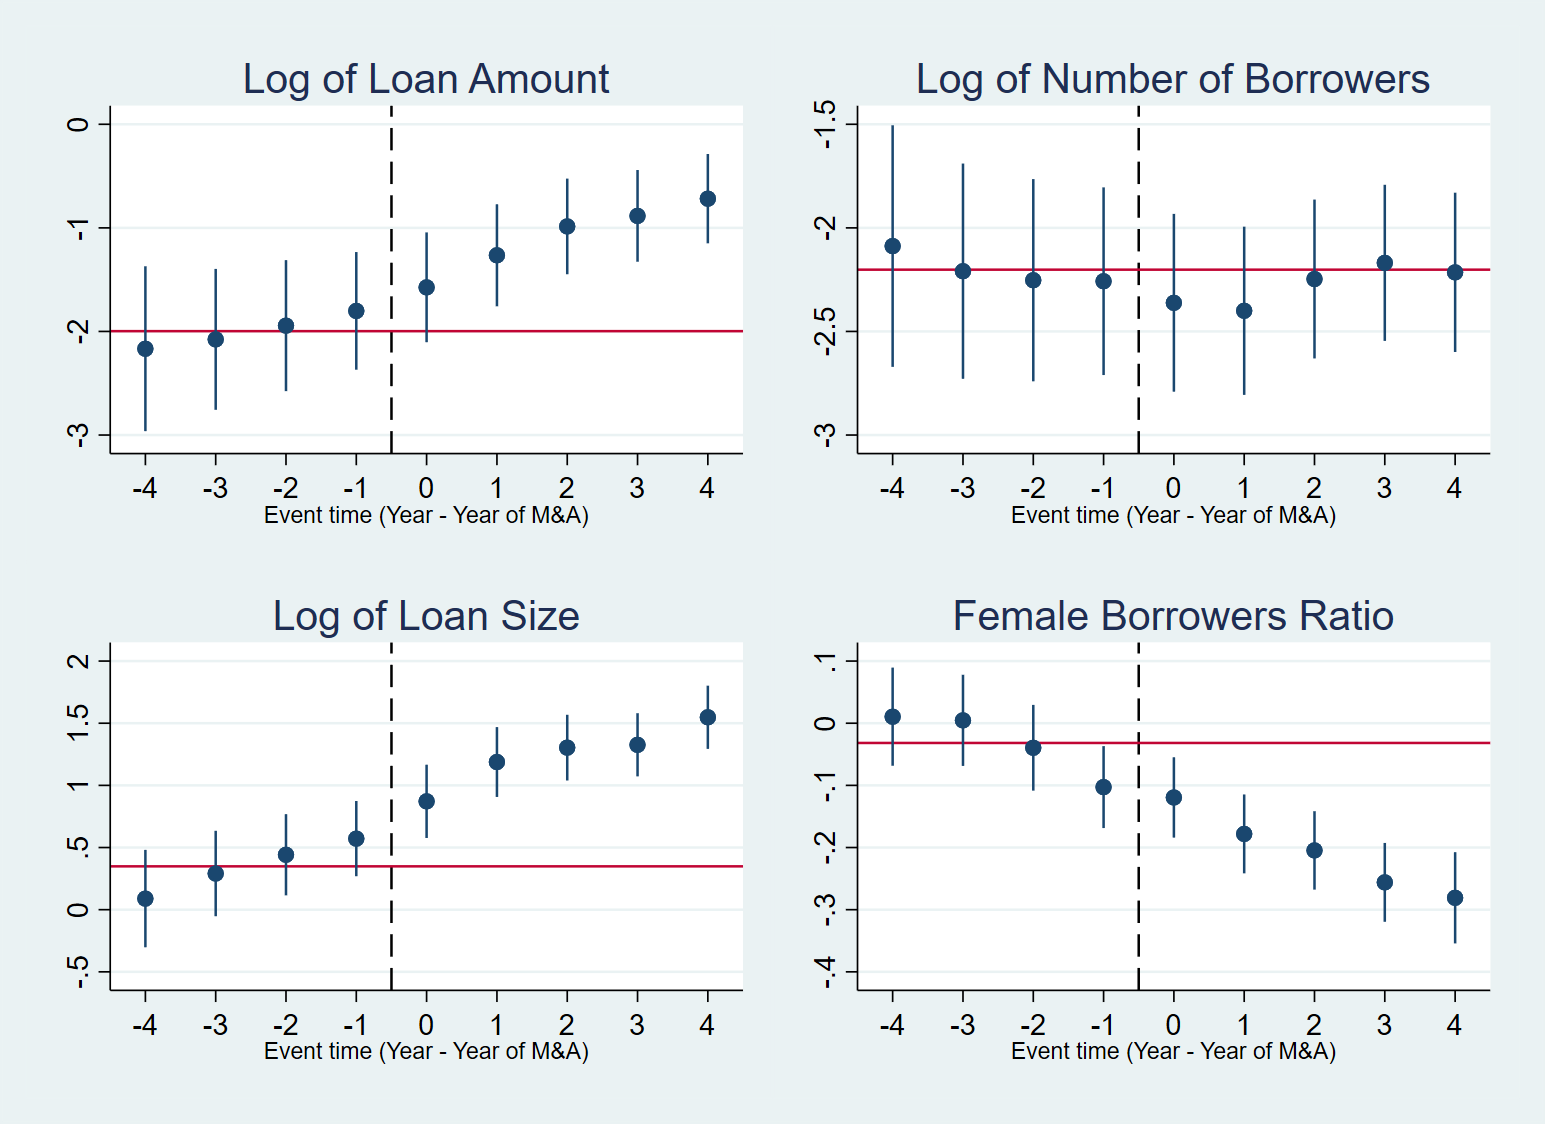 Log of Loan Amount
0
-1
-2
-3
-4 -3 -2 -1 0 1 2 3 4
Event time (Year - Year of M&A)
Log of Number of Borrowers
-1.5
-2
-2.5
-3
-4 -3 -2 -1 0 1 2 3 4
Event time (Year - Year of M&A)
Log of Loan Size
2
1.5
1
.5
0
-.5
-4 -3 -2 -1 0 1 2 3 4
Event time (Year - Year of M&A)
Female Borrowers Ratio
.1
0
-.1
-.2
-.3
-.4
-4 -3 -2 -1 0 1 2 3 4
Event time (Year - Year of M&A)